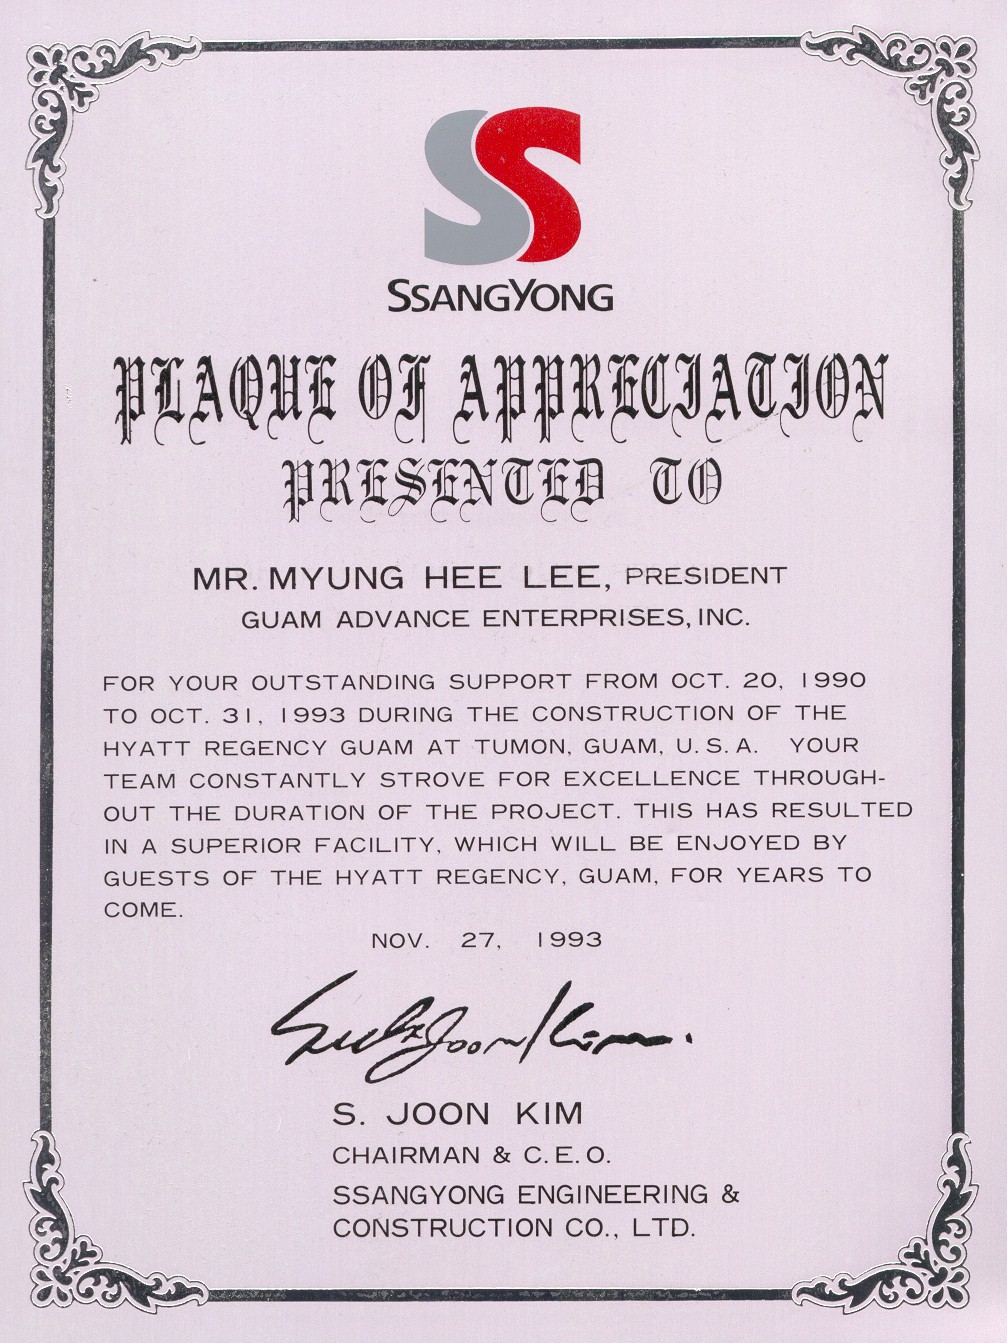 SS
SSANGYONG
PLAQUE OF APPRECIATION
PRESENTED TO
MR. MYUNG HEE LEE, PRESIDENT
GUAM ADVANCE ENTERPRISES, INC.
FOR YOUR OUTSTANDING SUPPORT FROM OCT. 20, 1990
TO OCT. 31, 1993 DURING THE CONSTRUCTION OF THE
HYATT REGENCY GUAM AT TUMON, GUAM, U.S.A. YOUR
TEAM CONSTANTLY STROVE FOR EXCELLENCE THROUGH-
OUT THE DURATION OF THE PROJECT. THIS HAS RESULTED
IN A SUPERIOR FACILITY, WHICH WILL BE ENJOYED BY
GUESTS OF THE HYATT REGENCY, GUAM, FOR YEARS TO
COME.
NOV. 27, 1993
Suk Joon Kim.
S. JOON KIM
CHAIRMAN & C.E.O.
SSANGYONG ENGINEERING &
CONSTRUCTION CO., LTD.